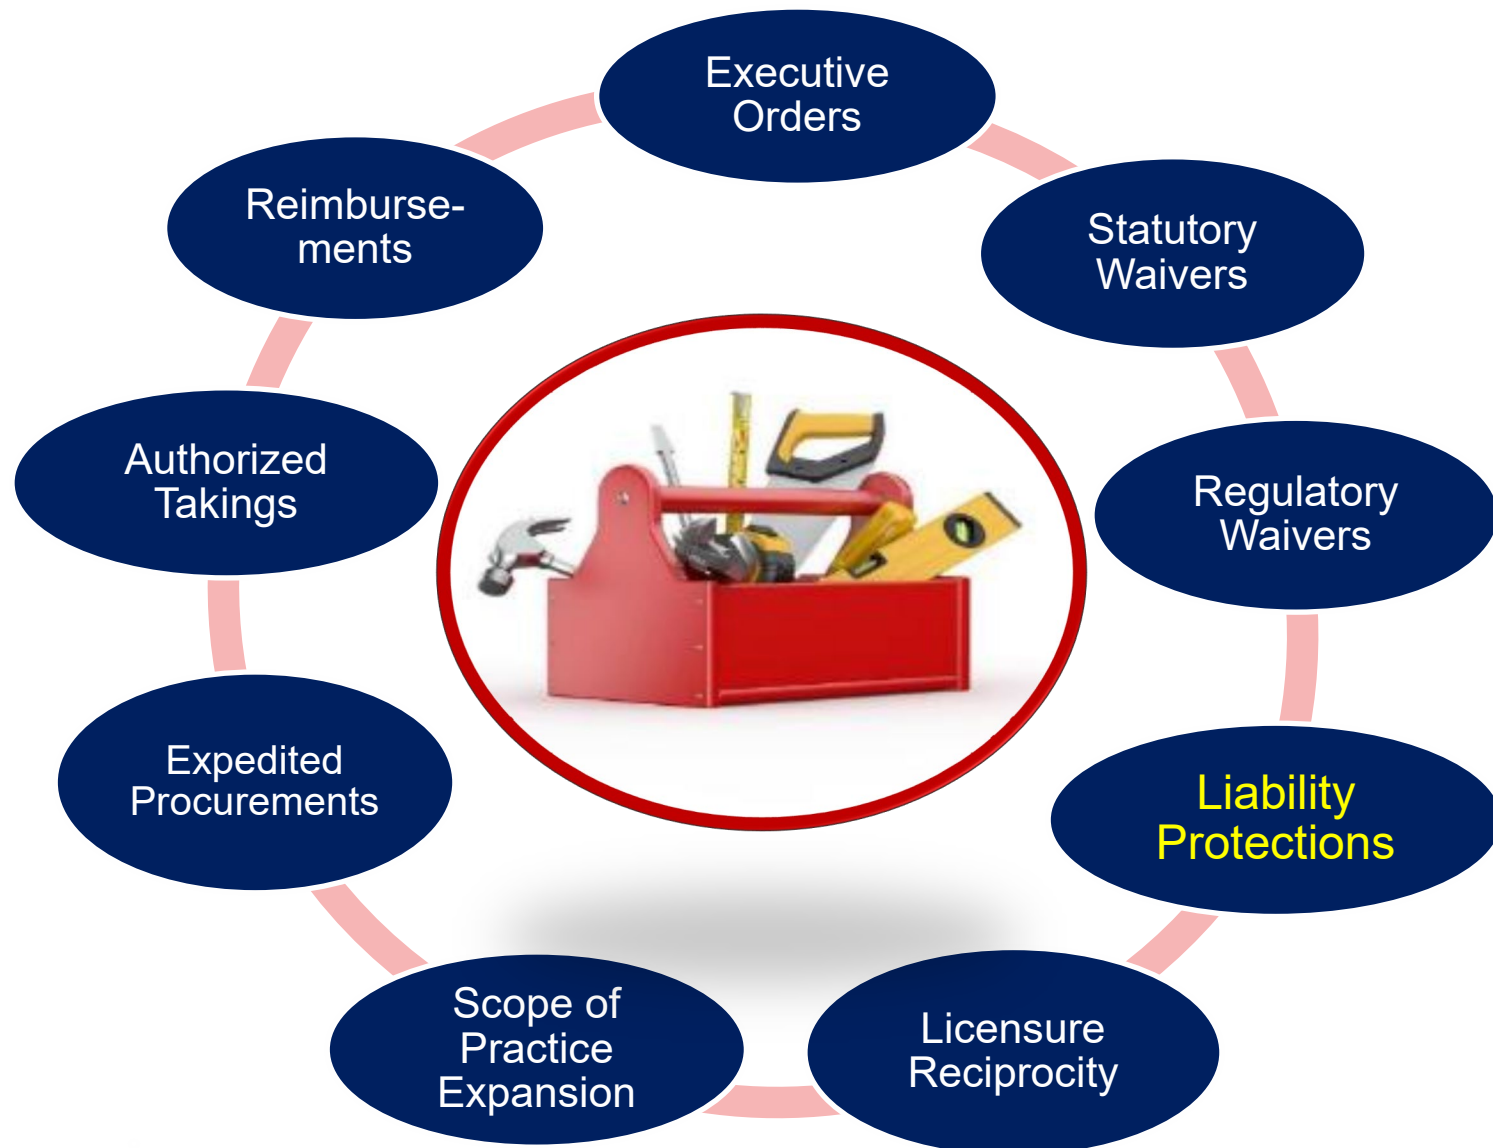 Executive
Orders
Statutory
Waivers
Regulatory
Waivers
Liability
Protections
Licensure
Reciprocity
Scope of
Practice
Expansion
Expedited
Procurements
Authorized
Takings
Reimburse-
ments